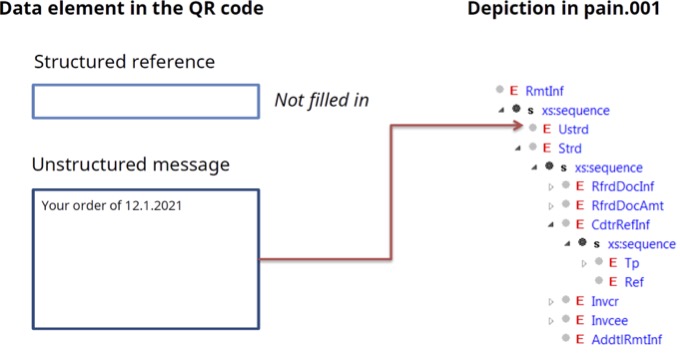 Data element in the QR code
Depiction in pain.001
Structured reference
Not filled in
Unstructured message
Your order of 12.1.2021
E RmtInf
s xs:sequence
E Ustrd
E Strd
s xs:sequence
E RfrdDocInf
E RfrdDocAmt
E CdtrRefInf
s xs:sequence
E Tp
E Ref
E Invcr
E Invcee
E AddtlRmtInf